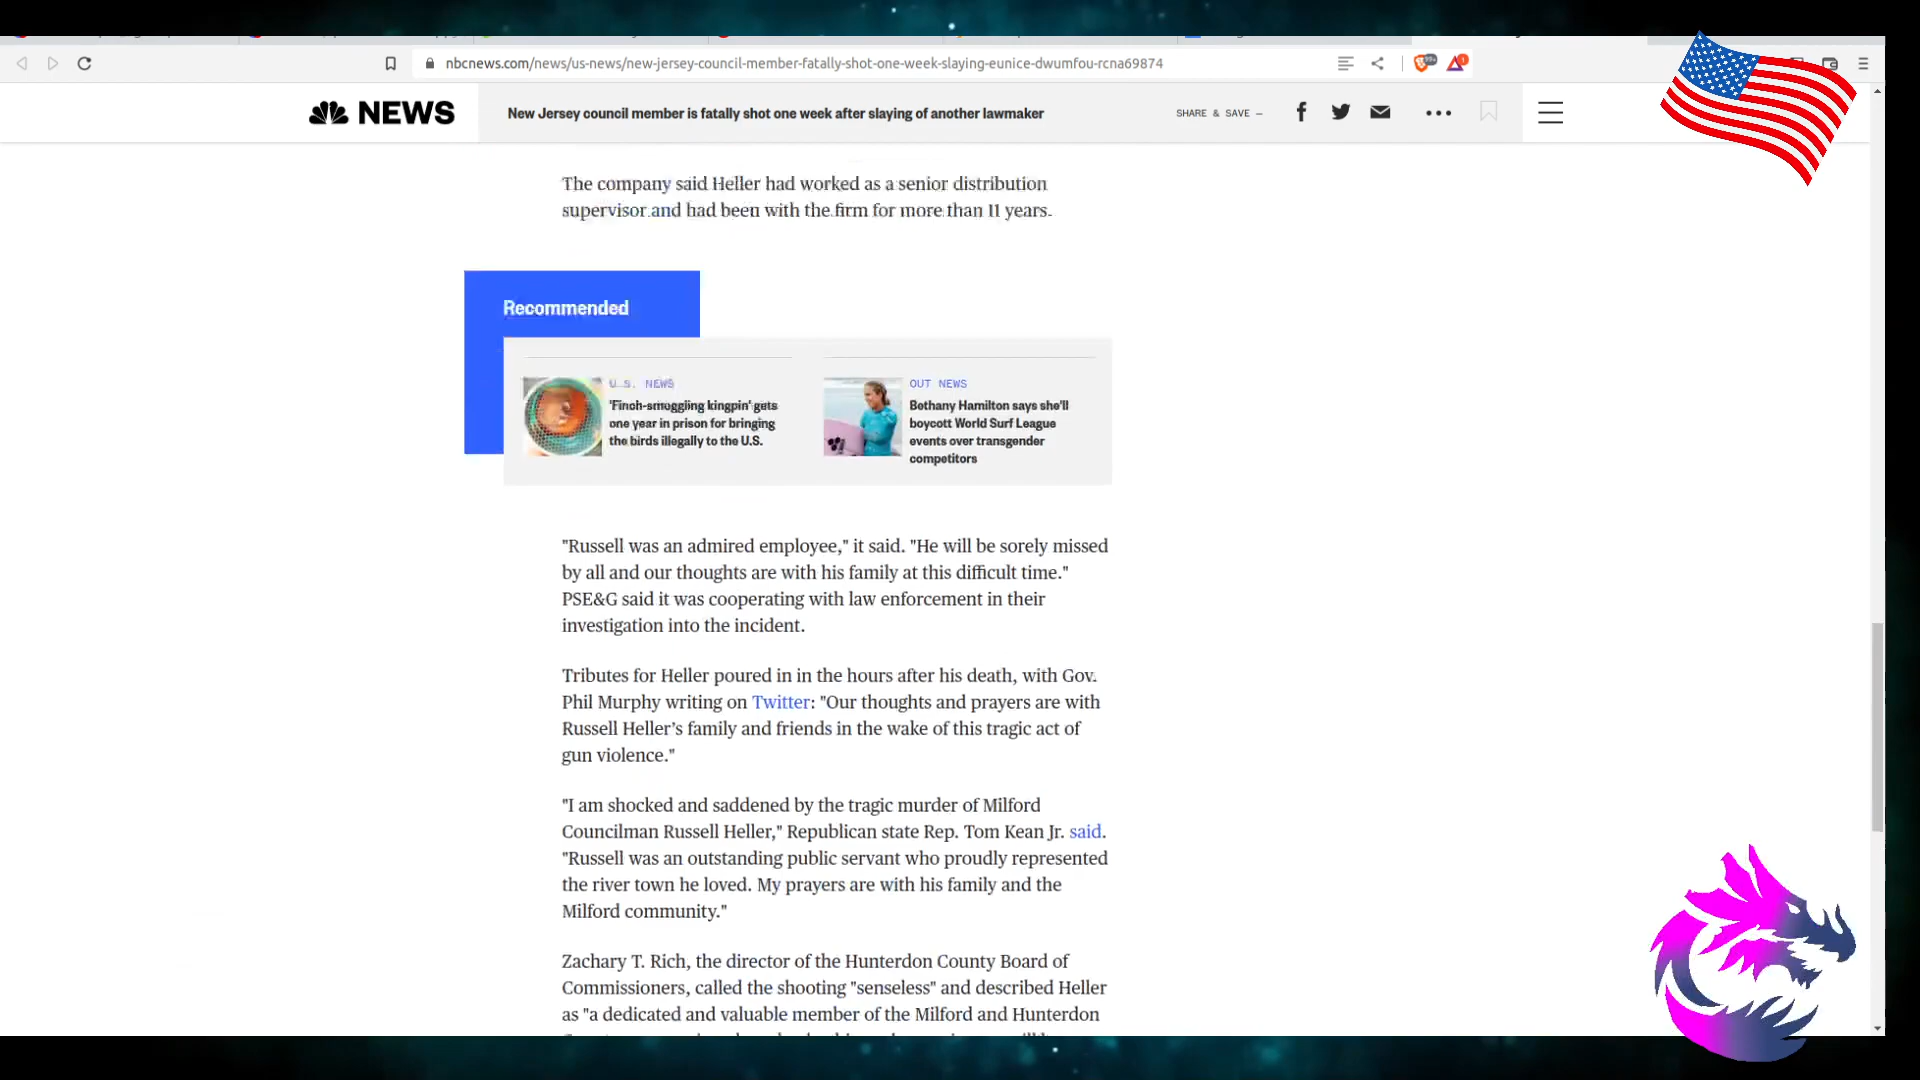 nbcnews.com/news/us-news/new-jersey-council-member-fatally-shot-one-week-slaying-eunice-dwumfou-rcna69874
NEWS
New Jersey council member is fatally shot one week after slaying of another lawmaker
SHARE & SAVE —
The company said Heller had worked as a senior distribution
supervisor and had been with the firm for more than 11 years.
Recommended
U.S. NEWS
'Finch-smuggling kingpin' gets
one year in prison for bringing
the birds illegally to the U.S.
OUT NEWS
Bethany Hamilton says she'll
boycott World Surf League
events over transgender
competitors
"Russell was an admired employee," it said. "He will be sorely missed
by all and our thoughts are with his family at this difficult time."
PSE&G said it was cooperating with law enforcement in their
investigation into the incident.
Tributes for Heller poured in in the hours after his death, with Gov.
Phil Murphy writing on Twitter: "Our thoughts and prayers are with
Russell Heller’s family and friends in the wake of this tragic act of
gun violence."
"I am shocked and saddened by the tragic murder of Milford
Councilman Russell Heller," Republican state Rep. Tom Kean Jr. said.
"Russell was an outstanding public servant who proudly represented
the river town he loved. My prayers are with his family and the
Milford community."
Zachary T. Rich, the director of the Hunterdon County Board of
Commissioners, called the shooting "senseless" and described Heller
as "a dedicated and valuable member of the Milford and Hunterdon